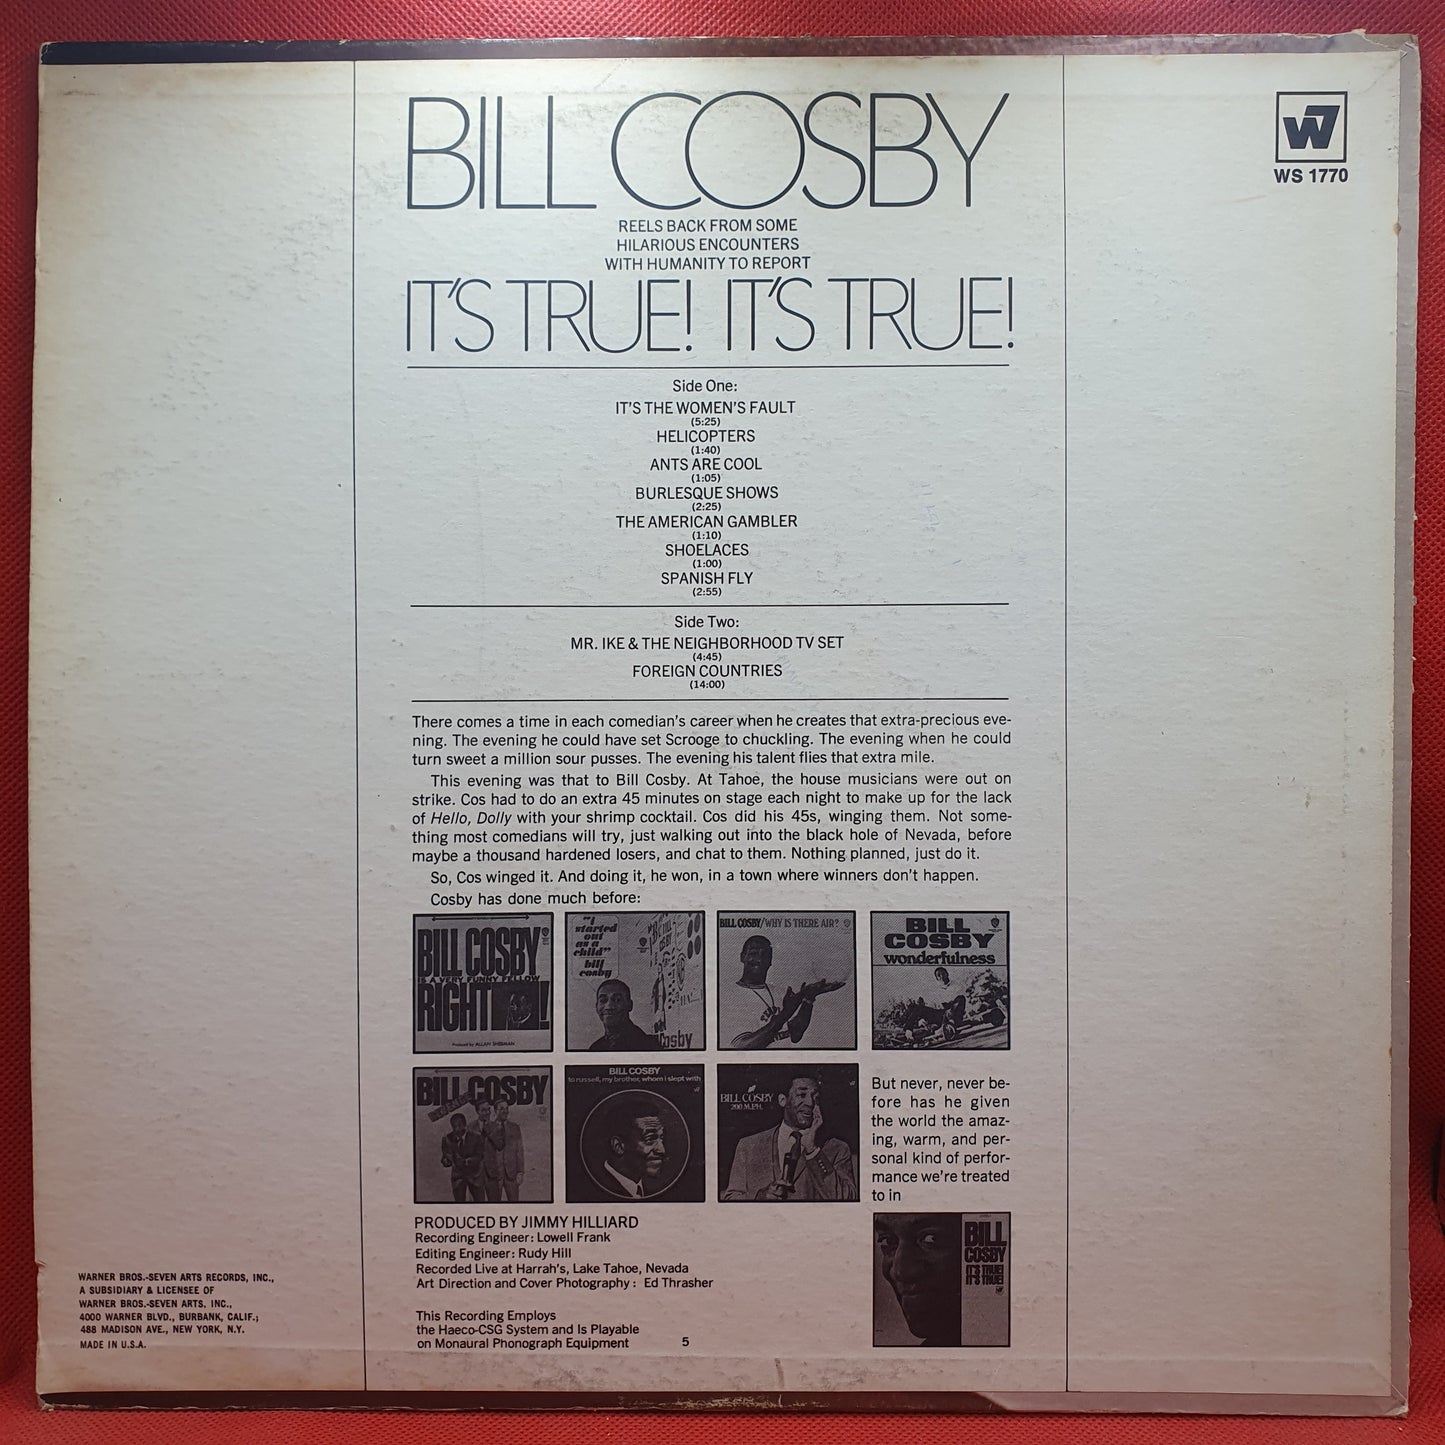 BILL COSBY
REELS BACK FROM SOME
HILARIOUS ENCOUNTERS
WITH HUMANITY TO REPORT
IT'S TRUE! IT'S TRUE!
W7
WS 1770
Side One:
IT'S THE WOMEN'S FAULT
(5:25)
HELICOPTERS
(1:40)
ANTS ARE COOL
(1:05)
BURLESQUE SHOWS
(2:25)
THE AMERICAN GAMBLER
(1:10)
SHOELACES
(1:00)
SPANISH FLY
(2:55)
Side Two:
MR. IKE & THE NEIGHBORHOOD TV SET
(4:45)
FOREIGN COUNTRIES
(14:00)
There comes a time in each comedian's career when he creates that extra-precious eve-
ning. The evening he could have set Scrooge to chuckling. The evening when he could
turn sweet a million sour pusses. The evening his talent flies that extra mile.
This evening was that to Bill Cosby. At Tahoe, the house musicians were out on
strike. Cos had to do an extra 45 minutes on stage each night to make up for the lack
of Hello, Dolly with your shrimp cocktail. Cos did his 45s, winging them. Not some-
thing most comedians will try, just walking out into the black hole of Nevada, before
maybe a thousand hardened losers, and chat to them. Nothing planned, just do it.
So, Cos winged it. And doing it, he won, in a town where winners don't happen.
Cosby has done much before:
BILL COSBY
IS A VERY FUNNY FELLOW
RIGHT!
Produced by ALLAN SHERMAN
"i
started
out
as a
child"
bill
cosby
cosby
BILL COSBY/WHY IS THERE AIR?
BILL
COSBY
wonderfulness
BILL COSBY
BILL COSBY
to russell, my brother, whom i slept with
BILL COSBY
200 M.P.H.
But never, never be-
fore has he given
the world the amaz-
ing, warm, and per-
sonal kind of perfor-
mance we're treated
to in
BILL
COSBY
IT'S TRUE!
IT'S TRUE!
PRODUCED BY JIMMY HILLIARD
Recording Engineer: Lowell Frank
Editing Engineer: Rudy Hill
Recorded Live at Harrah's, Lake Tahoe, Nevada
Art Direction and Cover Photography: Ed Thrasher
This Recording Employs
the Haeco-CSG System and Is Playable
on Monaural Phonograph Equipment 5
WARNER BROS.-SEVEN ARTS RECORDS, INC.,
A SUBSIDIARY & LICENSEE OF
WARNER BROS.-SEVEN ARTS, INC.,
4000 WARNER BLVD., BURBANK, CALIF.;
488 MADISON AVE., NEW YORK, N.Y.
MADE IN U.S.A.